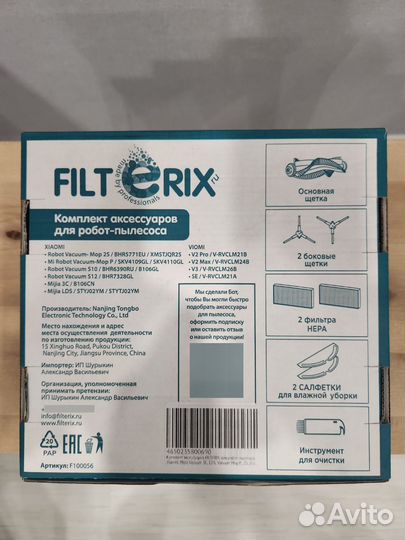 FILTERIX.ru
made by professionals
Комплект аксессуаров
для робот-пылесоса
XIAOMI
- Robot Vacuum- Mop 2S / BHR5771EU / XMSTJQR2S
- Mi Robot Vacuum-Mop P / SKV4109GL / SKV4110GL
- Robot Vacuum S10 / BHR6390RU / B106GL
- Robot Vacuum S12 / BHR7328GL
- Mijia 3C / B106CN
- Mijia LDS / STYJ02YM / STYJ02YM
VIOMI
- V2 Pro / V-RVCLM21B
- V2 Max / V-RVCLM24B
- V3 / V-RVCLM26B
- SE / V-RVCLM21A
Производитель: Nanjing Tongbo
Electronic Technology Co., Ltd
Место нахождения и адрес
места осуществления деятельности
по изготовлению продукции:
15 Xinghuo Road, Pukou District,
Nanjing City, Jiangsu Province, China
Импортер: ИП Шурыкин
Александр Васильевич
Организация, уполномоченная
принимать претензии:
ИП Шурыкин Александр Васильевич
info@filterix.ru
www.filterix.ru
20
PAP
EAC
Артикул: F100056
Мы сделали бот,
чтобы Вы могли быстро
подобрать аксессуары
для пылесоса,
оформить подписку
или оставить отзыв
о нашей продукции!
4650235800690
Основная
щетка
2 боковые
щетки
2 фильтра
HEPA
2 САЛФЕТКИ
для влажной уборки
Инструмент
для очистки
Avito